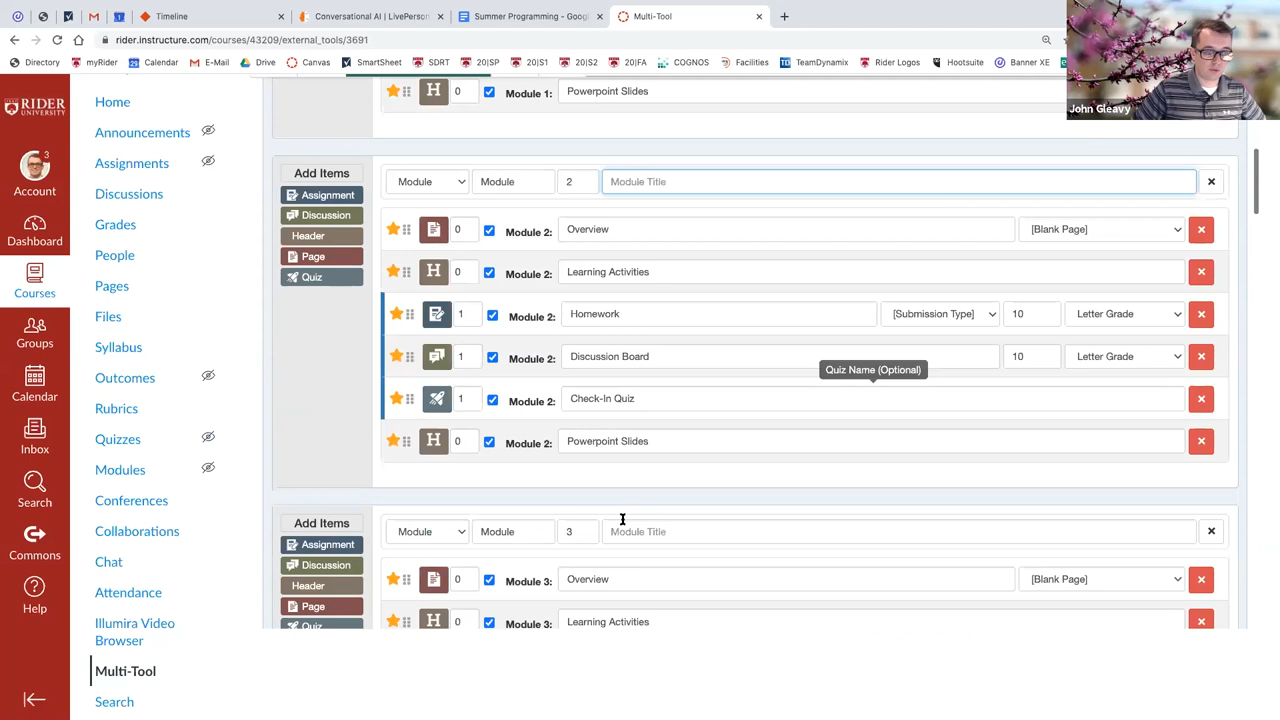 Timeline
Conversational AI | LivePerson
Summer Programming - Googl
Multi-Tool
rider.instructure.com/courses/43209/external_tools/3691
Directory myRider Calendar E-Mail Drive Canvas SmartSheet SDRT 20|SP 20|S1 20|S2 20|FA COGNOS Facilities TeamDynamix Rider Logos Hootsuite Banner XE
John Gleavy
RIDER
UNIVERSITY
3
Account
Dashboard
Courses
Groups
Calendar
Inbox
Search
Commons
Help
Home
Announcements
Assignments
Discussions
Grades
People
Pages
Files
Syllabus
Outcomes
Rubrics
Quizzes
Modules
Conferences
Collaborations
Chat
Attendance
Illumira Video
Browser
Multi-Tool
Search
H 0 Module 1: Powerpoint Slides
Add Items
Assignment
Discussion
Header
Page
Quiz
Module Module 2 Module Title
0 Module 2: Overview [Blank Page]
H 0 Module 2: Learning Activities
1 Module 2: Homework [Submission Type] 10 Letter Grade
1 Module 2: Discussion Board 10 Letter Grade
Quiz Name (Optional)
1 Module 2: Check-In Quiz
H 0 Module 2: Powerpoint Slides
Add Items
Assignment
Discussion
Header
Page
Quiz
Module Module 3 Module Title
0 Module 3: Overview [Blank Page]
H 0 Module 3: Learning Activities